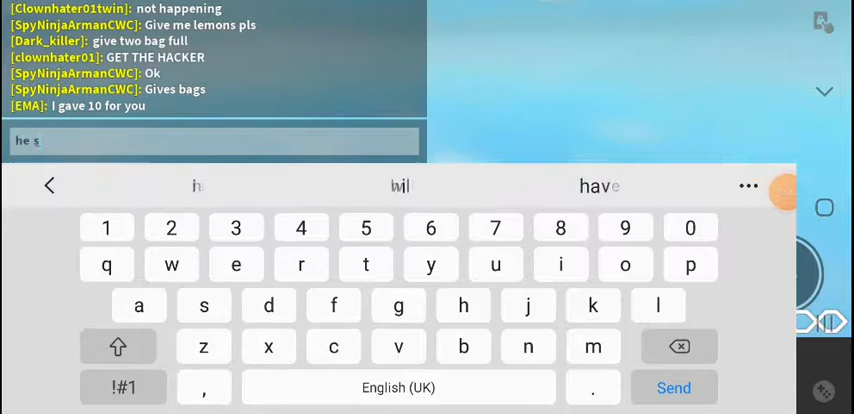 [Clownhater01twin]: not happening
[SpyNinjaArmanCWC]: Give me lemons pls
[Dark_killer]: give two bag full
[clownhater01]: GET THE HACKER
[SpyNinjaArmanCWC]: Ok
[SpyNinjaArmanCWC]: Gives bags
[EMA]: I gave 10 for you
he s
have
1 2 3 4 5 6 7 8 9 0
q w e r t y u i o p
a s d f g h j k l
z x c v b n m
!#1 , English (UK) . Send